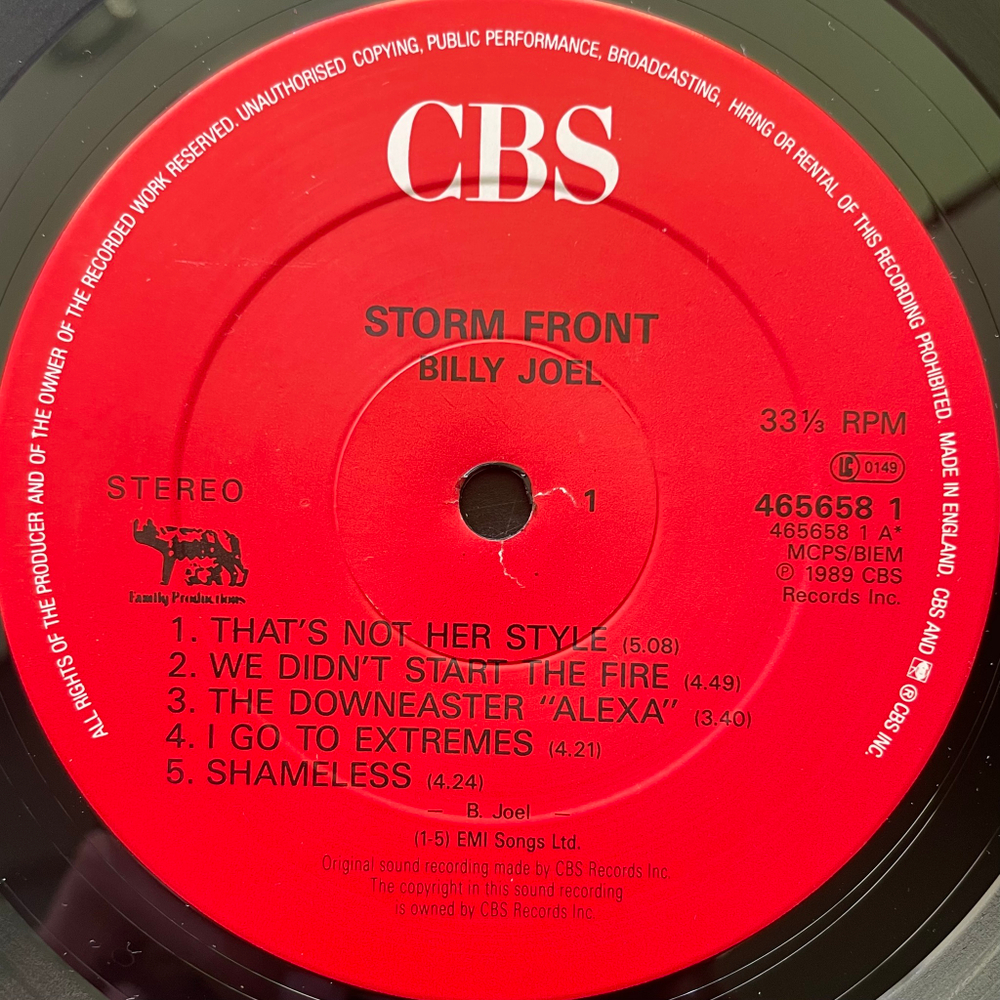 ALL RIGHTS OF THE PRODUCER AND OF THE OWNER OF THE RECORDED WORK RESERVED. UNAUTHORISED COPYING, PUBLIC PERFORMANCE, BROADCASTING, HIRING OR RENTAL OF THIS RECORDING PROHIBITED. MADE IN ENGLAND. CBS AND ® CBS INC.
CBS
STORM FRONT
BILLY JOEL
33⅓ RPM
LC 0149
STEREO
1
465658 1
465658 1 A*
MCPS/BIEM
℗ 1989 CBS
Records Inc.
Family Productions
1. THAT'S NOT HER STYLE (5.08)
2. WE DIDN'T START THE FIRE (4.49)
3. THE DOWNEASTER "ALEXA" (3.40)
4. I GO TO EXTREMES (4.21)
5. SHAMELESS (4.24)
— B. Joel —
(1-5) EMI Songs Ltd.
Original sound recording made by CBS Records Inc.
The copyright in this sound recording
is owned by CBS Records Inc.